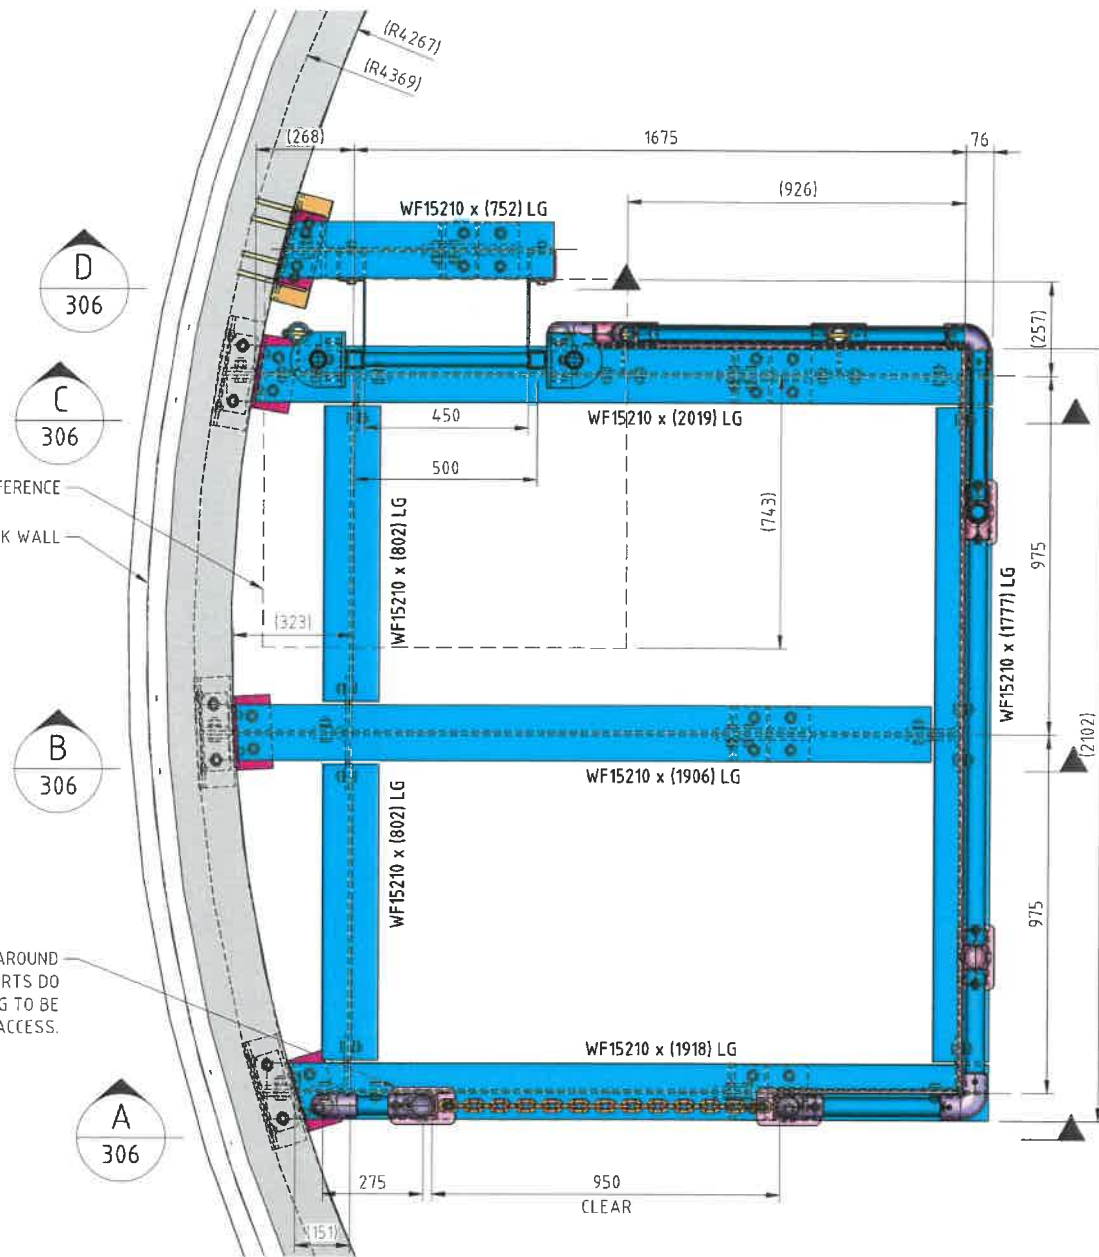 (R4267)
(R4369)
(268)
1675
76
(926)
WF15210 x (752) LG
D
306
(257)
C
306
450
WF15210 x (2019) LG
500
FERENCE
K WALL
WF15210 x (802) LG
(743)
975
(323)
WF15210 x (1777) LG
(2102)
B
306
WF15210 x (1906) LG
WF15210 x (802) LG
975
AROUND
RTS DO
G TO BE
ACCESS.
WF15210 x (1918) LG
A
306
275
950
CLEAR
(151)